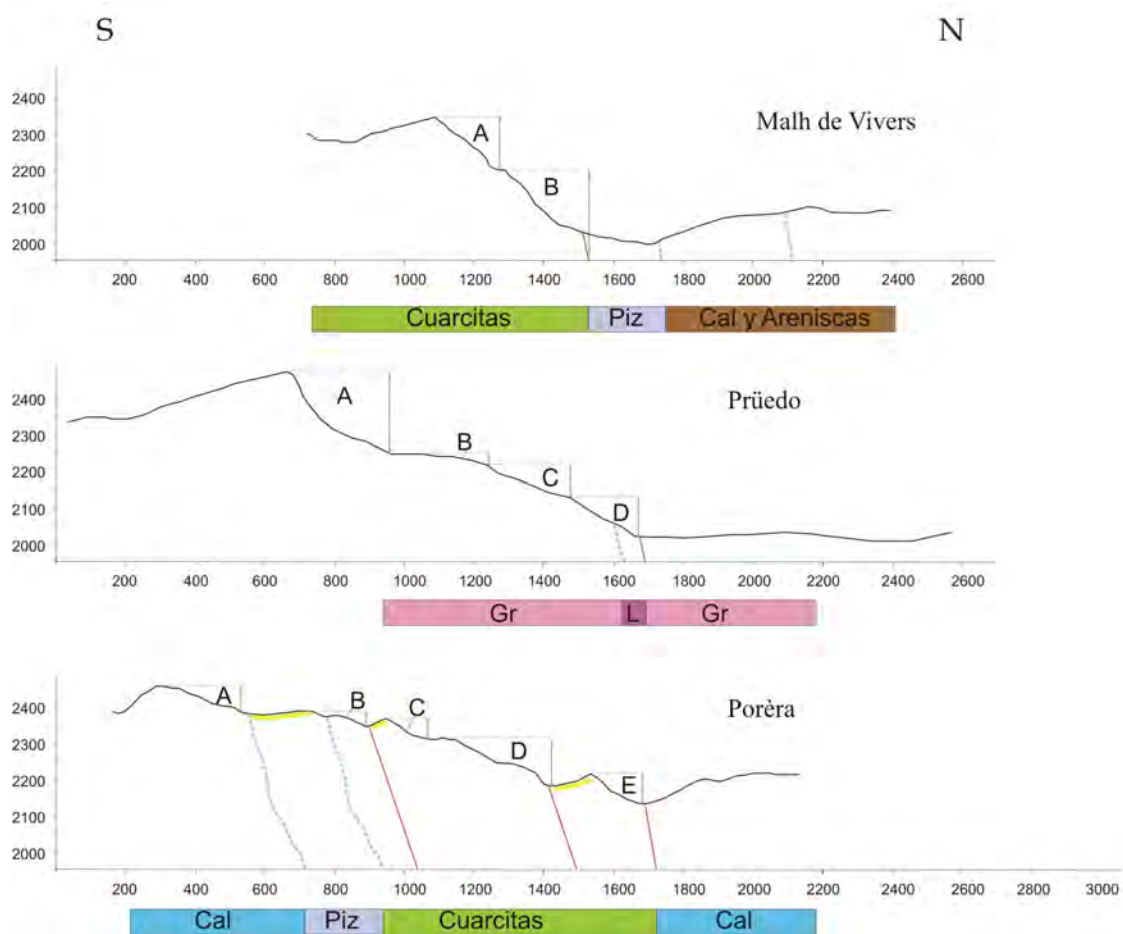 S N
2400
2300
2200
2100
2000
A
B
Malh de Vivers
200 400 600 800 1000 1200 1400 1600 1800 2000 2200 2400 2600
Cuarcitas Piz Cal y Areniscas
2400
2300
2200
2100
2000
A
B
C
D
Prüedo
200 400 600 800 1000 1200 1400 1600 1800 2000 2200 2400 2600
Gr L Gr
2400
2300
2200
2100
2000
A
B
C
D
E
Porèra
200 400 600 800 1000 1200 1400 1600 1800 2000 2200 2400 2600 2800 3000
Cal Piz Cuarcitas Cal